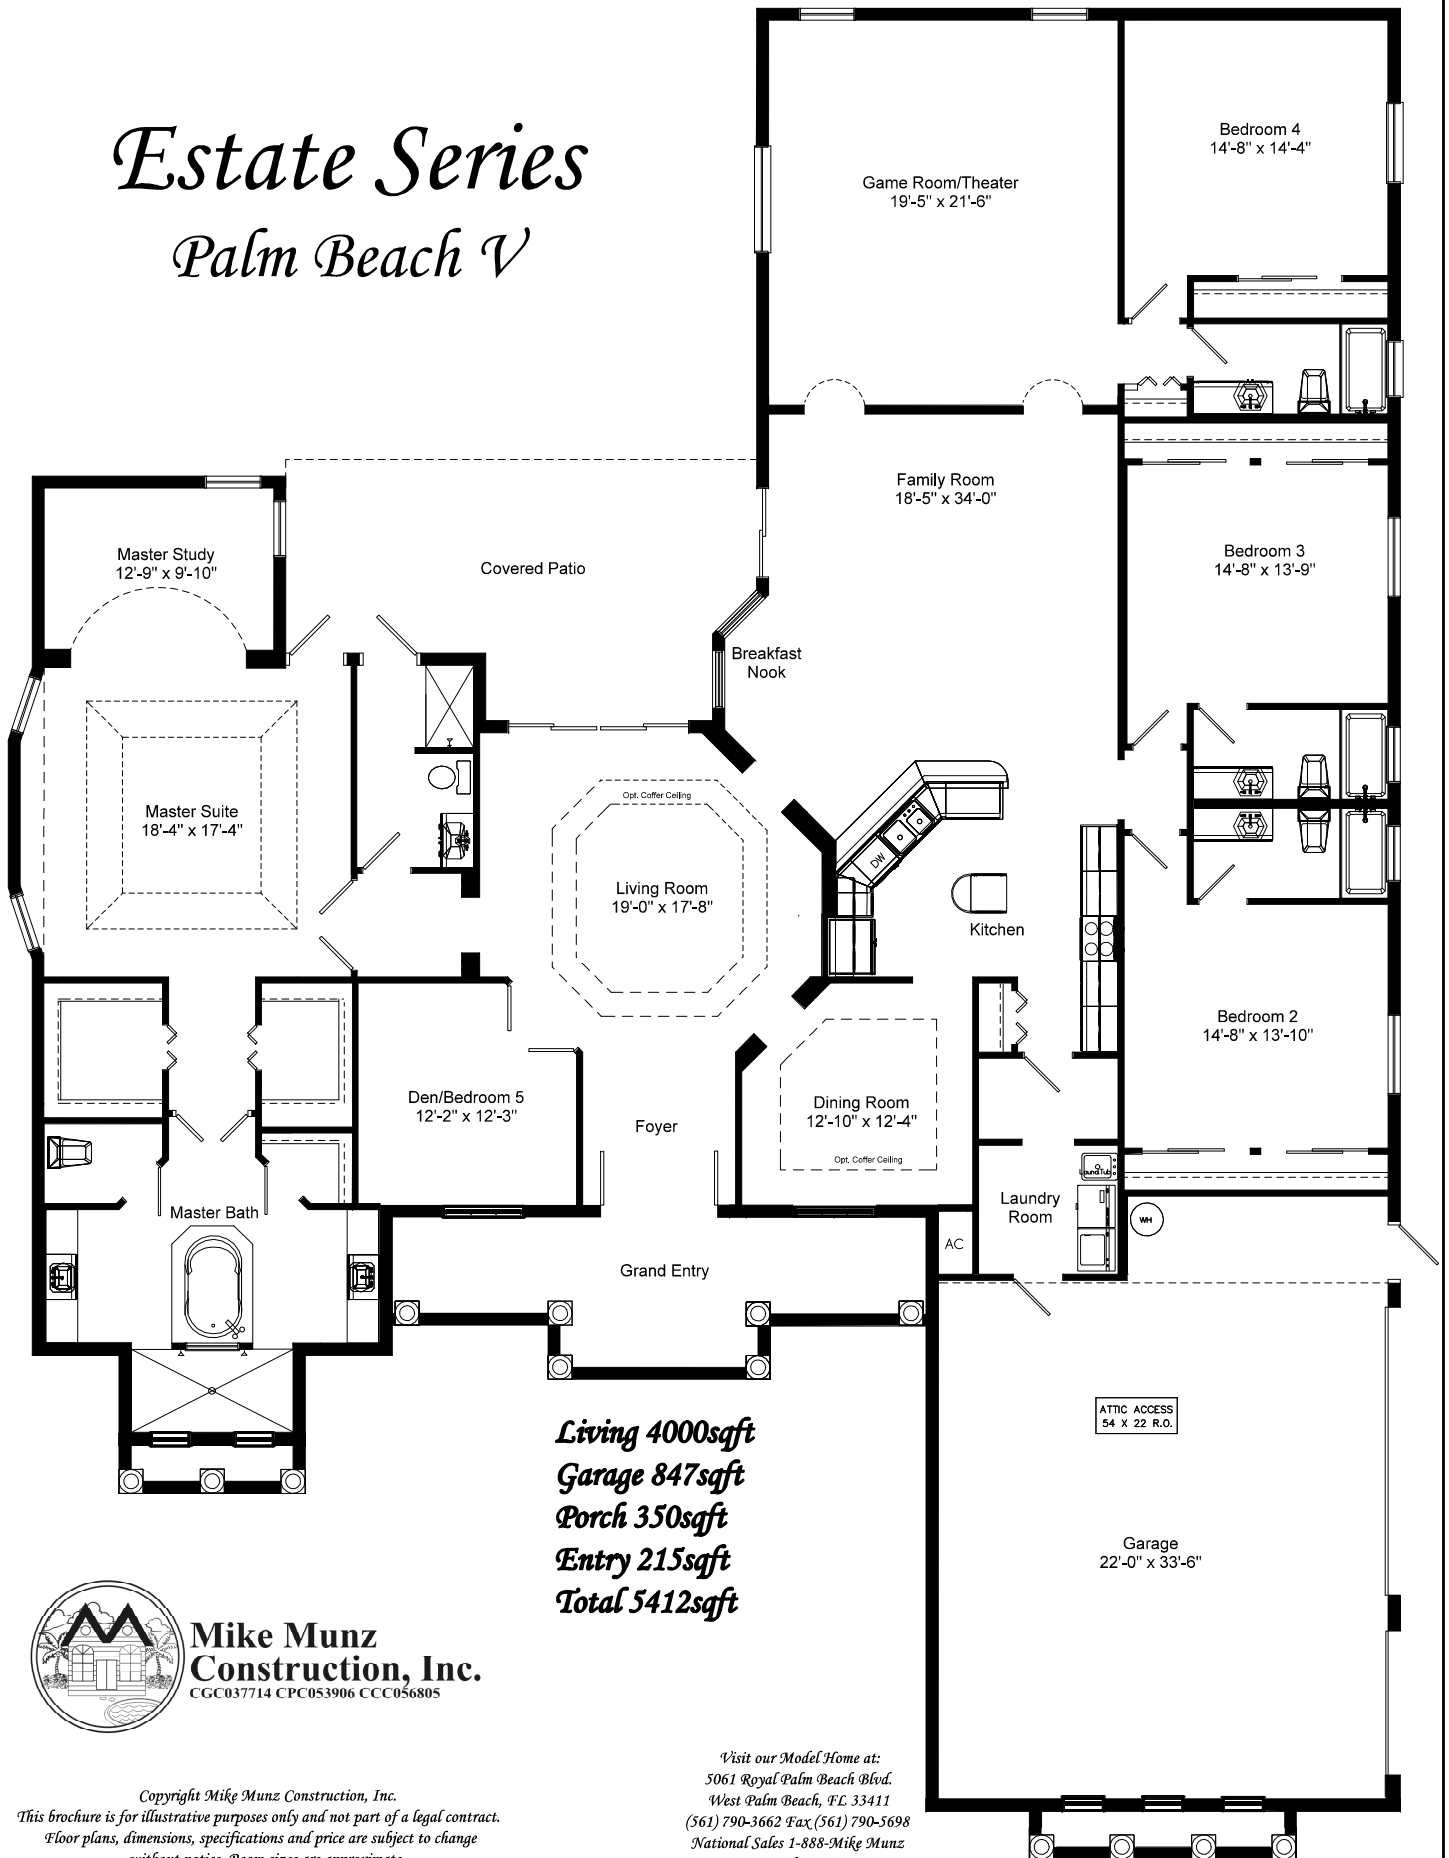 Estate Series
Palm Beach V
Bedroom 4
14'-8" x 14'-4"
Game Room/Theater
19'-5" x 21'-6"
Family Room
18'-5" x 34'-0"
Master Study
12'-9" x 9'-10"
Covered Patio
Bedroom 3
14'-8" x 13'-9"
Breakfast
Nook
Opt. Coffer Ceiling
Master Suite
18'-4" x 17'-4"
DW
Living Room
19'-0" x 17'-8"
Kitchen
Bedroom 2
14'-8" x 13'-10"
Den/Bedroom 5
12'-2" x 12'-3"
Foyer
Dining Room
12'-10" x 12'-4"
Opt. Coffer Ceiling
Laundry
Room
Master Bath
WH
AC
Grand Entry
ATTIC ACCESS
54 X 22 R.O.
Living 4000sqft
Garage 847sqft
Porch 350sqft
Entry 215sqft
Total 5412sqft
Garage
22'-0" x 33'-6"
Mike Munz
Construction, Inc.
CGC037714 CPC053906 CCC056805
Copyright Mike Munz Construction, Inc.
This brochure is for illustrative purposes only and not part of a legal contract.
Floor plans, dimensions, specifications and price are subject to change
without notice. Room sizes are approximate.
Visit our Model Home at:
5061 Royal Palm Beach Blvd.
West Palm Beach, FL 33411
(561) 790-3662 Fax (561) 790-5698
National Sales 1-888-Mike Munz